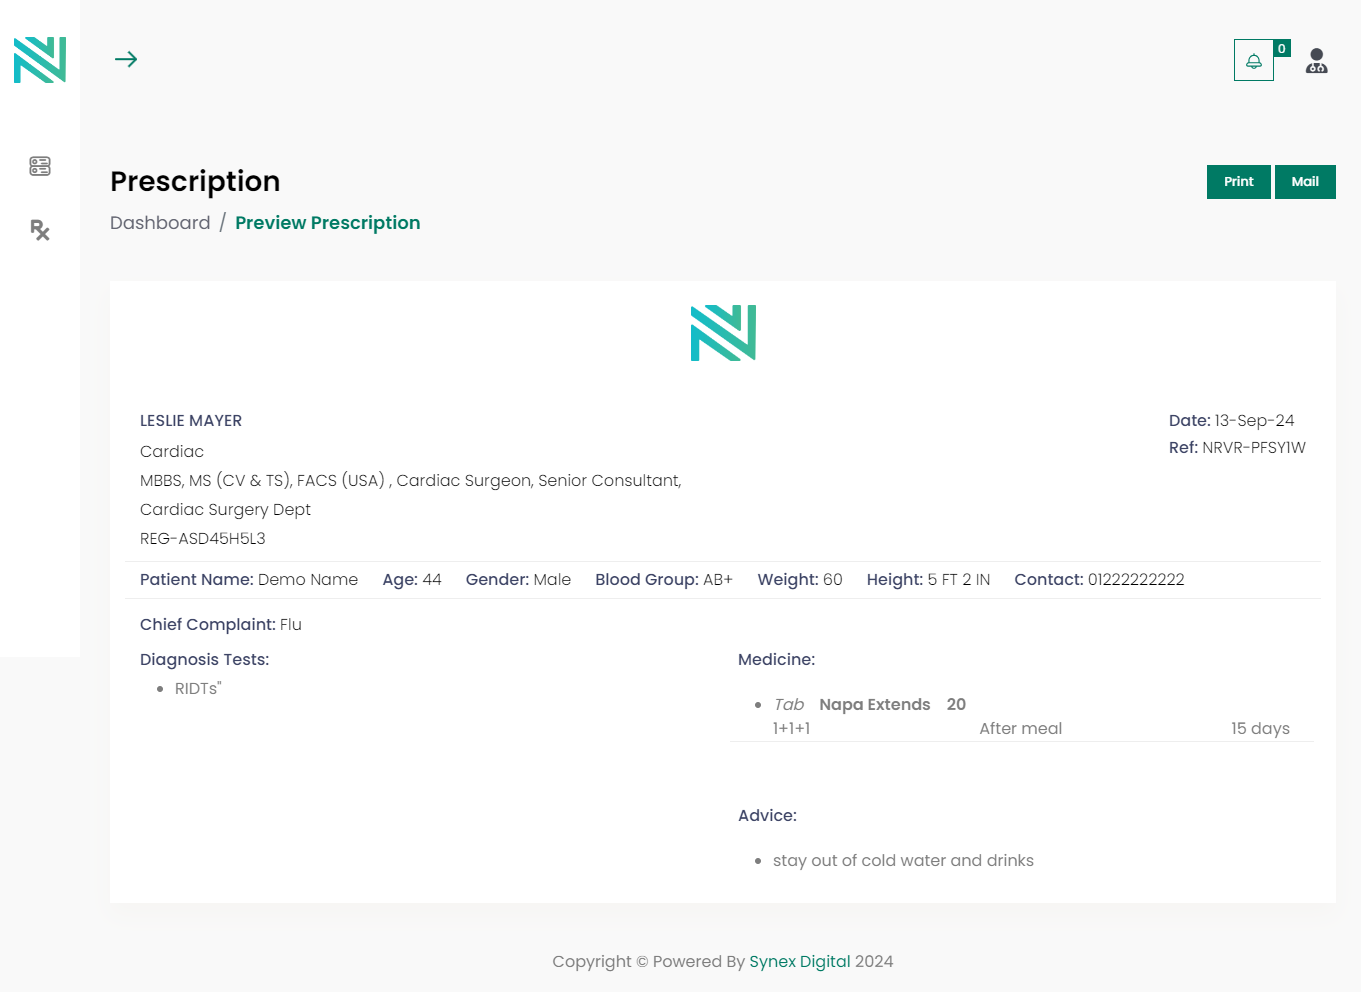 0
Prescription
Print Mail
Dashboard / Preview Prescription
LESLIE MAYER
Date: 13-Sep-24
Ref: NRVR-PFSY1W
Cardiac
MBBS, MS (CV & TS), FACS (USA) , Cardiac Surgeon, Senior Consultant,
Cardiac Surgery Dept
REG-ASD45H5L3
Patient Name: Demo Name Age: 44 Gender: Male Blood Group: AB+ Weight: 60 Height: 5 FT 2 IN Contact: 01222222222
Chief Complaint: Flu
Diagnosis Tests:
• RIDTs"
Medicine:
• Tab Napa Extends 20
1+1+1 After meal 15 days
Advice:
• stay out of cold water and drinks
Copyright © Powered By Synex Digital 2024